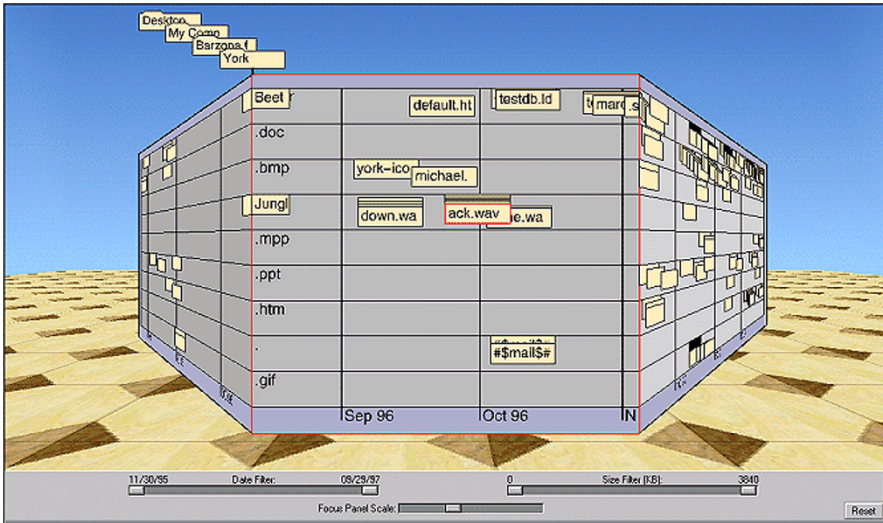 Desktop
My Comp
Barzona.f
York
Beet
default.ht
testdb.ld
marc
.s
.doc
.bmp
york-ico
michael.
Jungl
down.wa
ack.wav
e.wa
.mpp
.ppt
.htm
.
#$mail$#
.gif
Sep 96
Oct 96
N
11/30/95
Date Filter:
09/29/97
0
Size Filter [KB]:
3840
Focus Panel Scale:
Reset